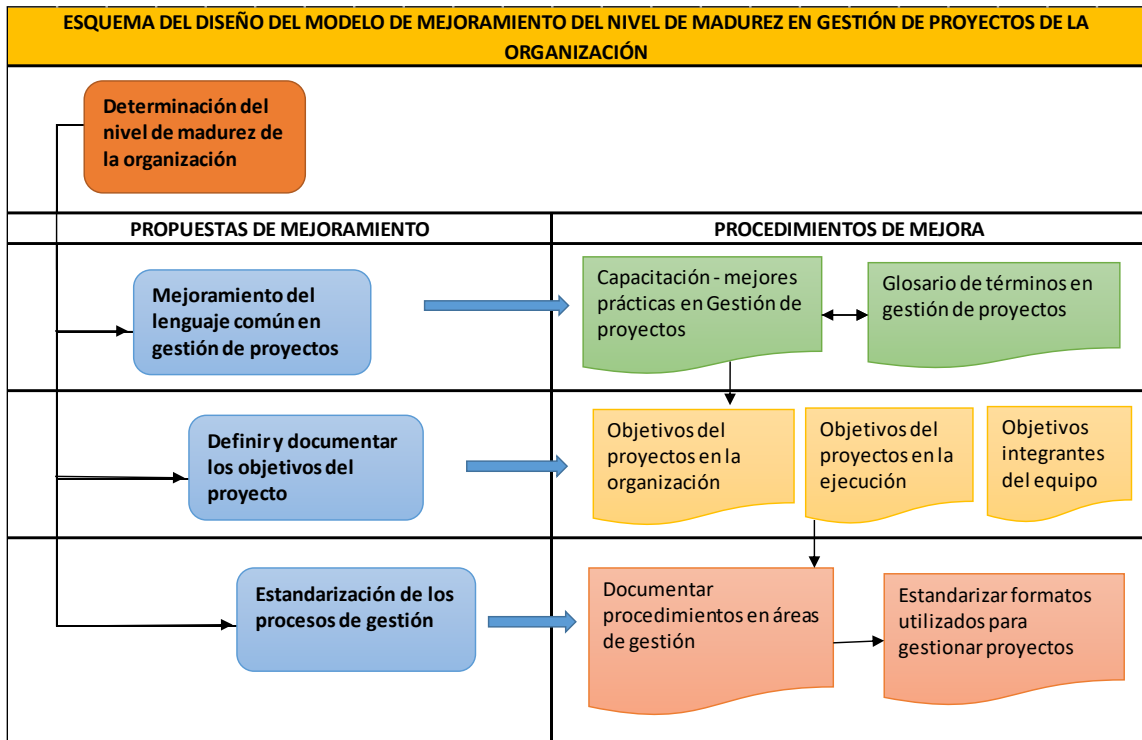 ESQUEMA DEL DISEÑO DEL MODELO DE MEJORAMIENTO DEL NIVEL DE MADUREZ EN GESTIÓN DE PROYECTOS DE LA
ORGANIZACIÓN
Determinación del
nivel de madurez de
la organización
PROPUESTAS DE MEJORAMIENTO
PROCEDIMIENTOS DE MEJORA
Mejoramiento del
lenguaje común en
gestión de proyectos
Capacitación - mejores
prácticas en Gestión de
proyectos
Glosario de términos en
gestión de proyectos
Definir y documentar
los objetivos del
proyecto
Objetivos del
proyectos en la
organización
Objetivos del
proyectos en la
ejecución
Objetivos
integrantes
del equipo
Estandarización de los
procesos de gestión
Documentar
procedimientos en áreas
de gestión
Estandarizar formatos
utilizados para
gestionar proyectos